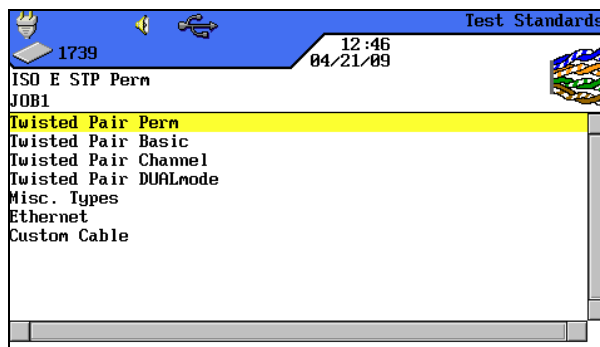 Test Standards
1739
12:46
04/21/09
ISO E STP Perm
JOB1
Twisted Pair Perm
Twisted Pair Basic
Twisted Pair Channel
Twisted Pair DUALmode
Misc. Types
Ethernet
Custom Cable